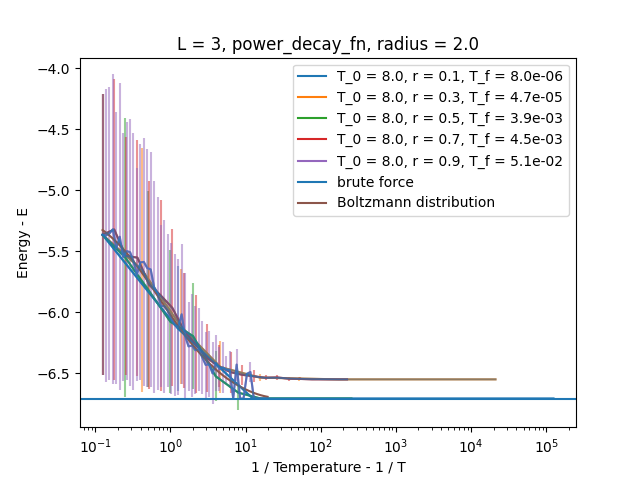 L = 3, power_decay_fn, radius = 2.0
T_0 = 8.0, r = 0.1, T_f = 8.0e-06
T_0 = 8.0, r = 0.3, T_f = 4.7e-05
T_0 = 8.0, r = 0.5, T_f = 3.9e-03
T_0 = 8.0, r = 0.7, T_f = 4.5e-03
T_0 = 8.0, r = 0.9, T_f = 5.1e-02
brute force
Boltzmann distribution
Energy - E
−4.0
−4.5
−5.0
−5.5
−6.0
−6.5
10⁻¹ 10⁰ 10¹ 10² 10³ 10⁴ 10⁵
1 / Temperature - 1 / T